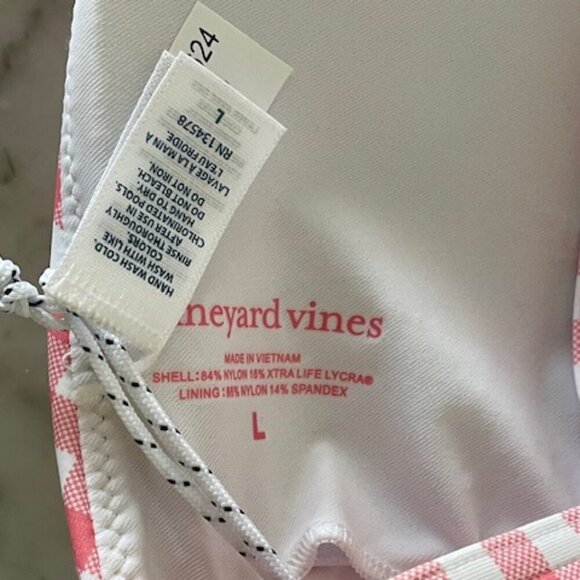 24
L
RN 134578
LAVAGE A LA MAIN A
L'EAU FROIDE.
DO NOT IRON.
DO NOT BLEACH.
HANG TO DRY.
CHLORINATED POOLS
AFTER USE IN
RINSE THOROUGHLY
COLORS.
WASH WITH LIKE
HAND WASH COLD.
neyard vines
MADE IN VIETNAM
SHELL: 84% NYLON 16% XTRA LIFE LYCRA®
LINING: 86% NYLON 14% SPANDEX
L